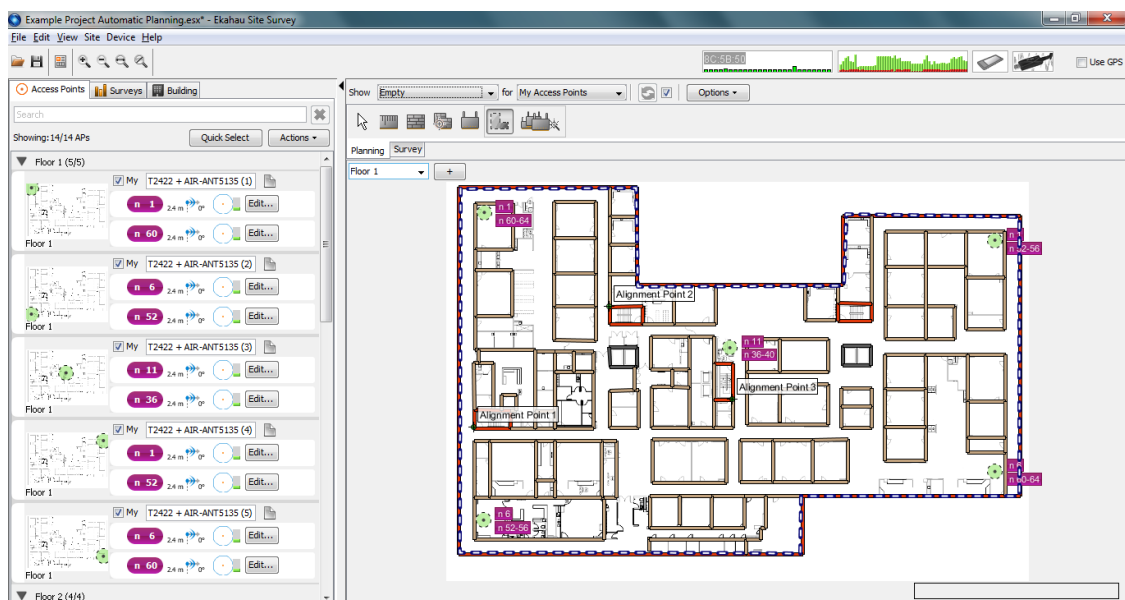 Example Project Automatic Planning.esx* - Ekahau Site Survey
File Edit View Site Device Help
8C:5B:50
Use GPS
Access Points Surveys Building
Show Empty for My Access Points Options
Search
Showing:14/14 APs Quick Select Actions
Planning Survey
Floor 1 +
Floor 1 (5/5)
My T2422 + AIR-ANT5135 (1)
n 1 2.4 m 0° Edit...
n 60 2.4 m 0° Edit...
Floor 1
My T2422 + AIR-ANT5135 (2)
n 6 2.4 m 0° Edit...
n 52 2.4 m 0° Edit...
Floor 1
My T2422 + AIR-ANT5135 (3)
n 11 2.4 m 0° Edit...
n 36 2.4 m 0° Edit...
Floor 1
My T2422 + AIR-ANT5135 (4)
n 1 2.4 m 0° Edit...
n 52 2.4 m 0° Edit...
Floor 1
My T2422 + AIR-ANT5135 (5)
n 6 2.4 m 0° Edit...
n 60 2.4 m 0° Edit...
Floor 1
Floor 2 (4/4)
n 1
n 60-64
Alignment Point 2
n 11
n 36-40
Alignment Point 3
Alignment Point 1
n 6
n 52-56